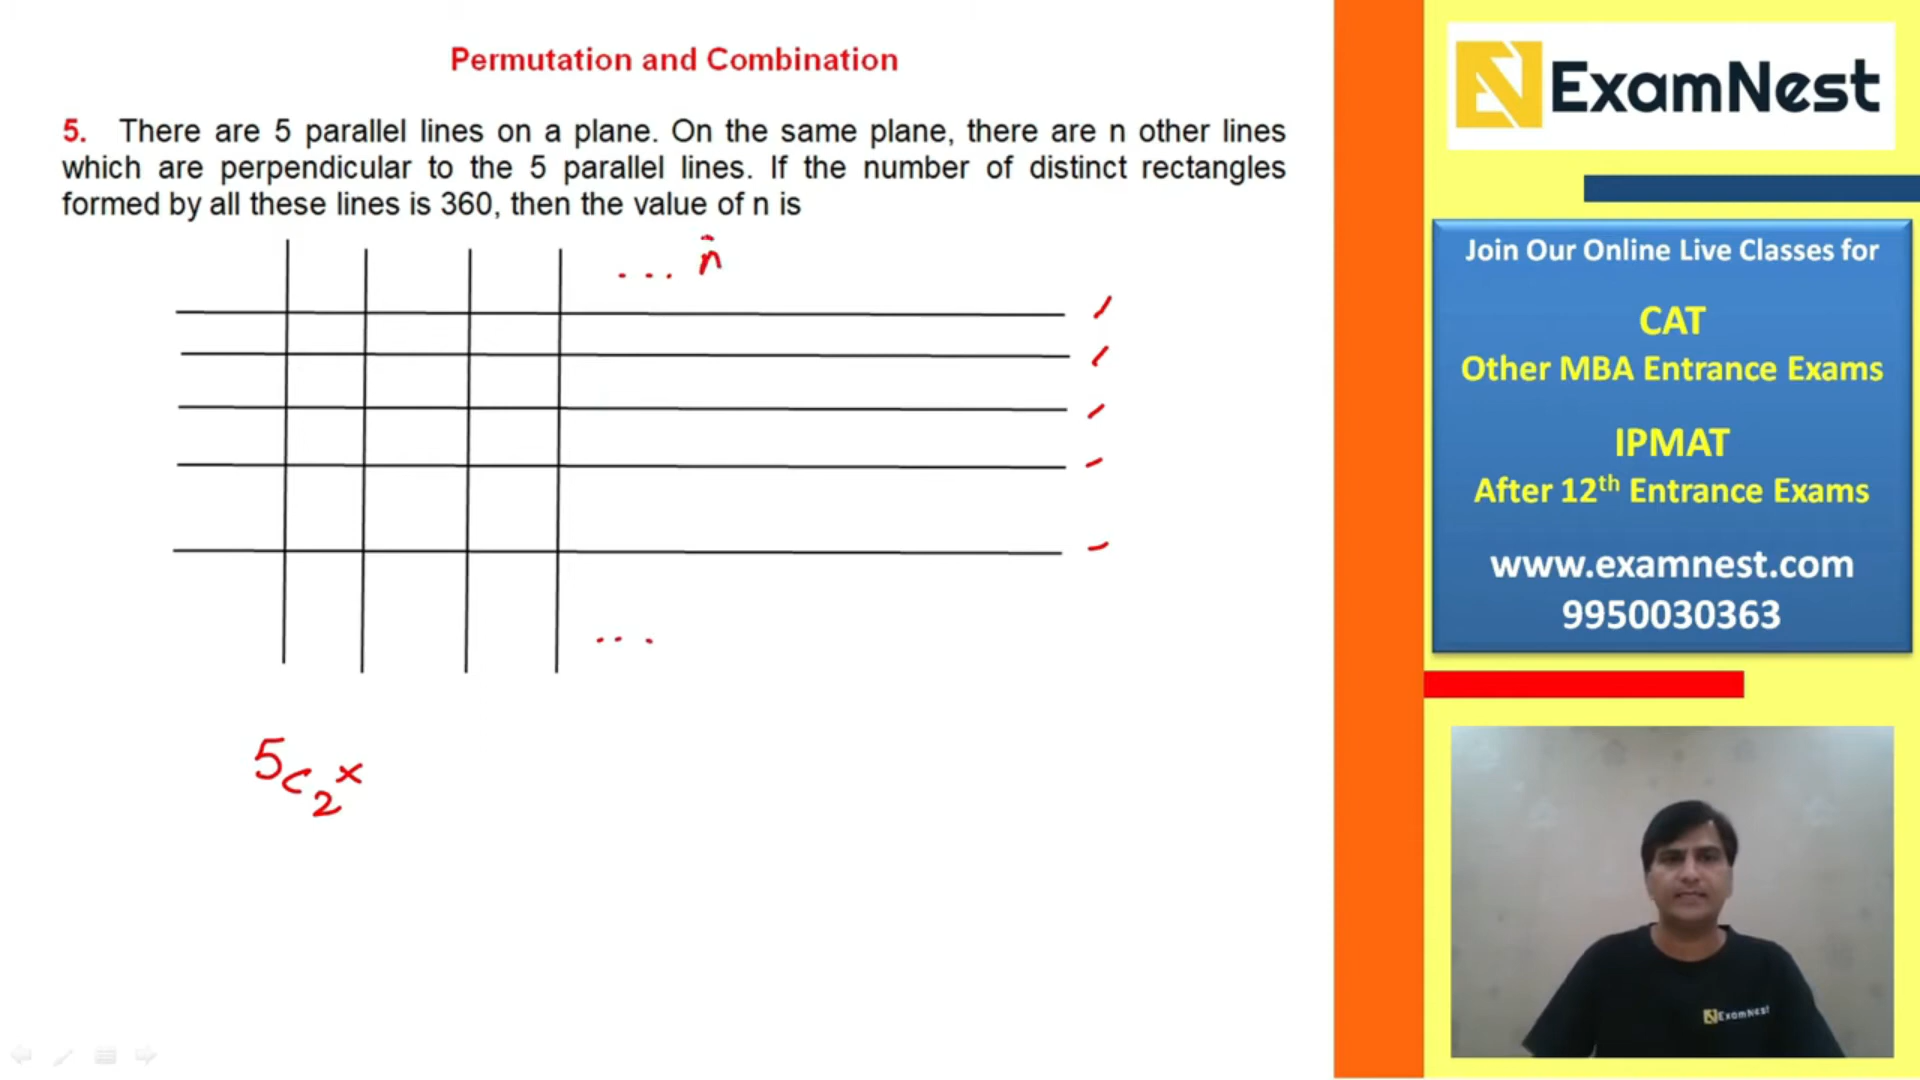 Permutation and Combination
5. There are 5 parallel lines on a plane. On the same plane, there are n other lines
which are perpendicular to the 5 parallel lines. If the number of distinct rectangles
formed by all these lines is 360, then the value of n is
... n
...
5c2×
ExamNest
Join Our Online Live Classes for
CAT
Other MBA Entrance Exams
IPMAT
After 12th Entrance Exams
www.examnest.com
9950030363
ExamNest